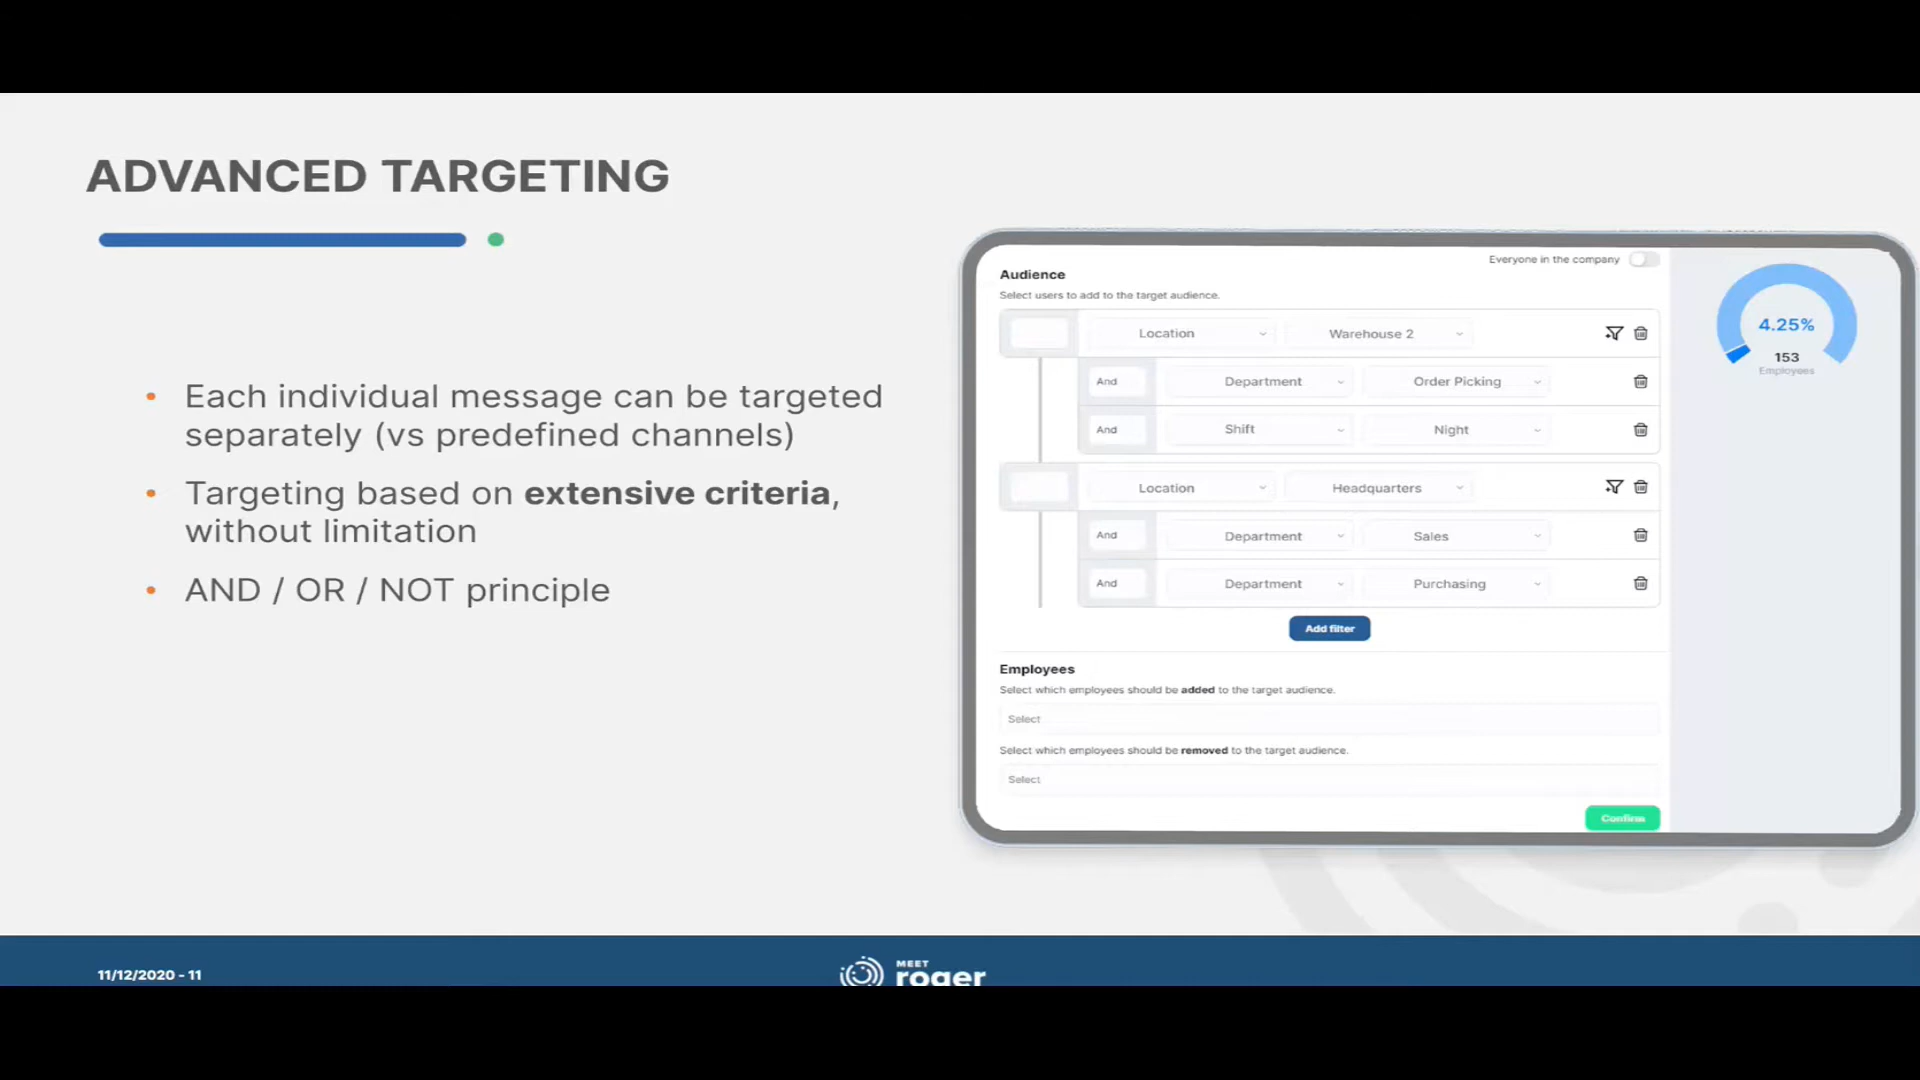 ADVANCED TARGETING
Each individual message can be targeted
separately (vs predefined channels)
Targeting based on extensive criteria,
without limitation
AND / OR / NOT principle
Everyone in the company
Audience
Select users to add to the target audience.
Location Warehouse 2
And Department Order Picking
And Shift Night
Location Headquarters
And Department Sales
And Department Purchasing
Add filter
Employees
Select which employees should be added to the target audience.
Select
Select which employees should be removed to the target audience.
Select
Confirm
4.25%
153
Employees
11/12/2020 - 11
MEET
roger